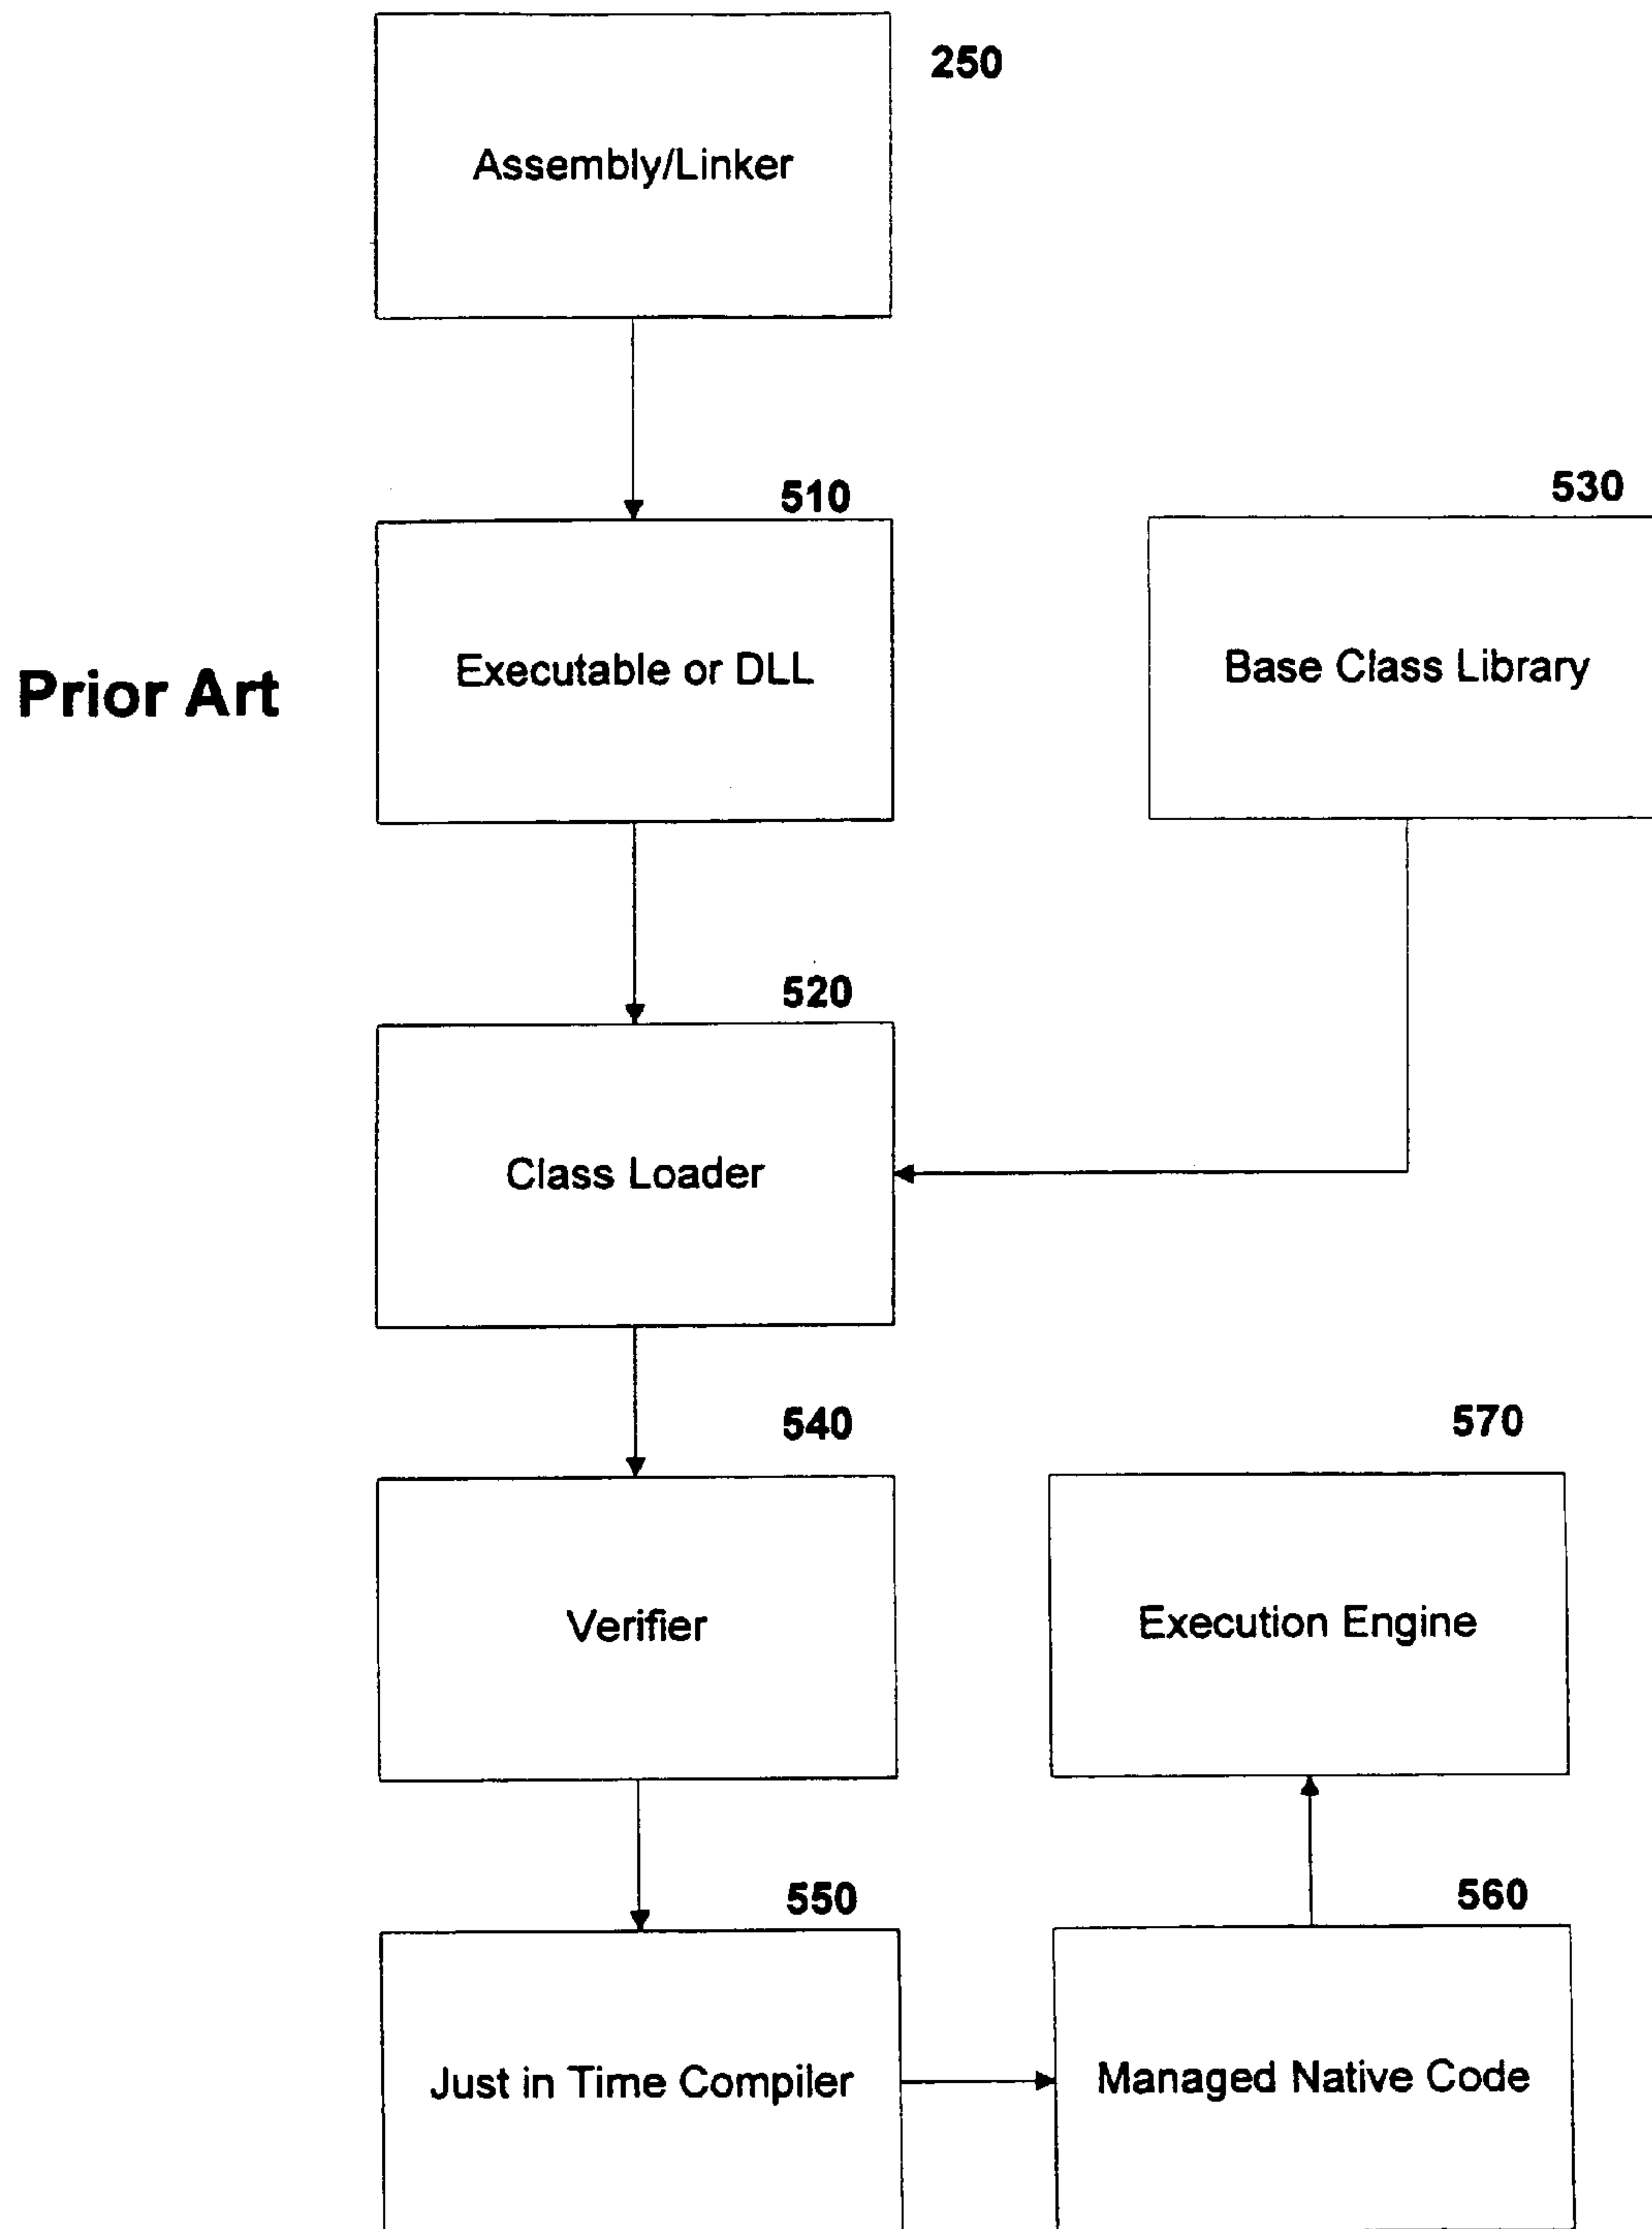 250
Assembly/Linker
510
530
Prior Art
Executable or DLL
Base Class Library
520
Class Loader
540
570
Verifier
Execution Engine
550
560
Just in Time Compiler
Managed Native Code